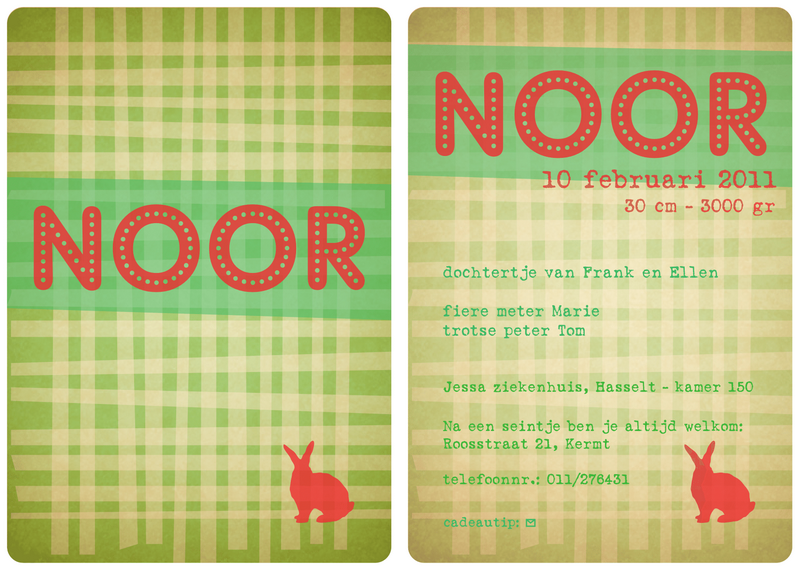 NOOR
NOOR
10 februari 2011
30 cm - 3000 gr
dochtertje van Frank en Ellen
fiere meter Marie
trotse peter Tom
Jessa ziekenhuis, Hasselt - kamer 150
Na een seintje ben je altijd welkom:
Roosstraat 21, Kermt
telefoonnr.: 011/276431
cadeautip: ✉